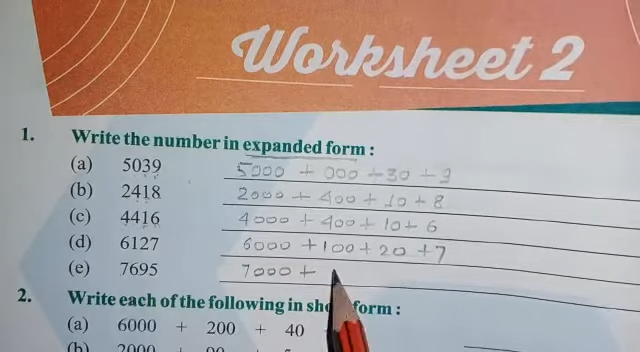 Worksheet 2
1. Write the number in expanded form :
(a) 5039 5000 + 000 + 30 + 9
(b) 2418 2000 + 400 + 10 + 8
(c) 4416 4000 + 400 + 10 + 6
(d) 6127 6000 + 100 + 20 + 7
(e) 7695 7000 +
2. Write each of the following in form :
(a) 6000 + 200 + 40
(b)